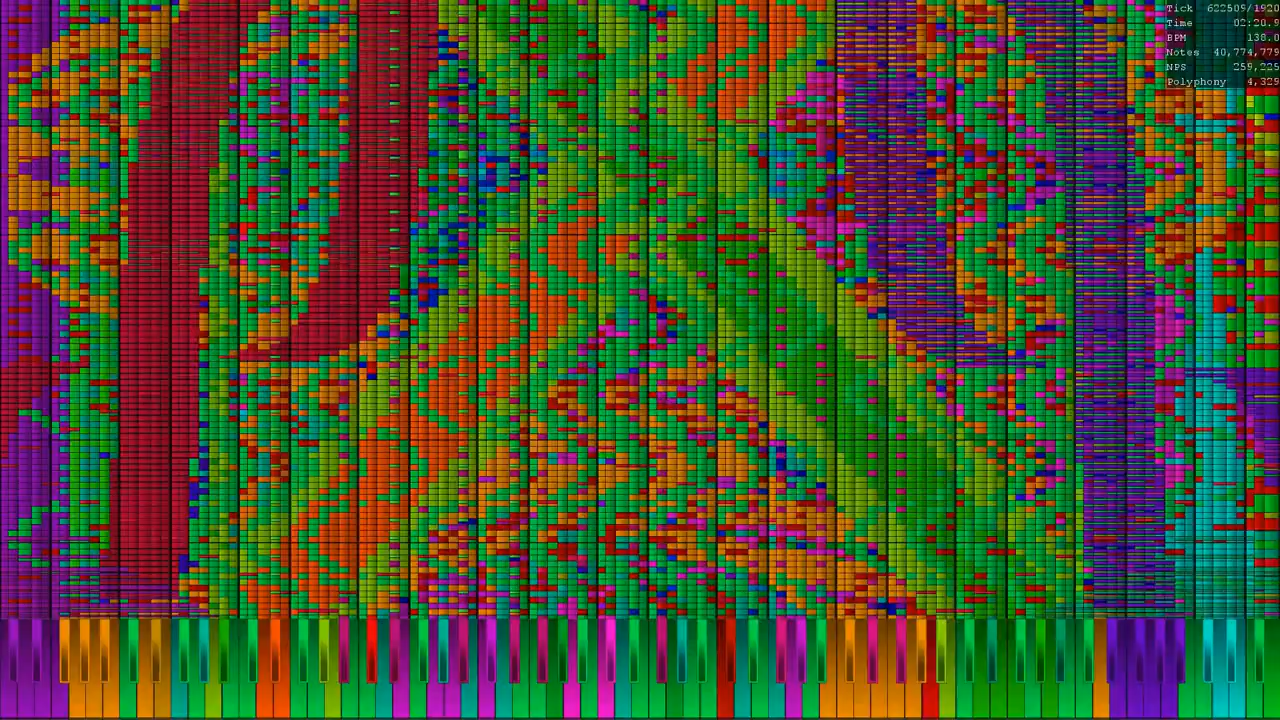 Tick 622509/1920
Time 02:20.
BPM 138.0
Notes 40,774,779
NPS 259,225
Polyphony 4,325